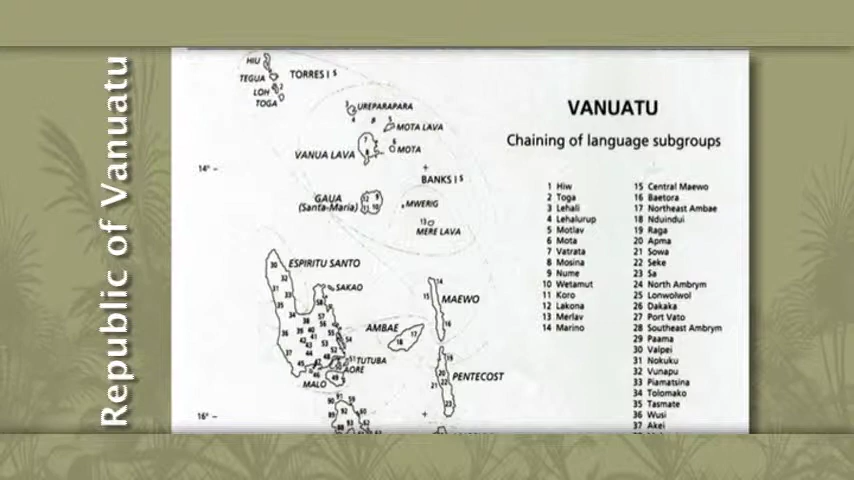 Republic of Vanuatu
VANUATU
Chaining of language subgroups
HIU
TEGUA
LOH
TOGA
TORRES Is
UREPARAPARA
MOTA LAVA
VANUA LAVA
MOTA
14°
BANKS Is
GAUA
(Santa-Maria)
MWERIG
MERE LAVA
ESPIRITU SANTO
SAKAO
MAEWO
AMBAE
TUTUBA
AORE
MALO
PENTECOST
16°
1 Hiw
2 Toga
3 Lehali
4 Lehalurup
5 Motlav
6 Mota
7 Vatrata
8 Mosina
9 Nume
10 Wetamut
11 Koro
12 Lakona
13 Merlav
14 Marino
15 Central Maewo
16 Baetora
17 Northeast Ambae
18 Nduindui
19 Raga
20 Apma
21 Sowa
22 Seke
23 Sa
24 North Ambrym
25 Lonwolwol
26 Dakaka
27 Port Vato
28 Southeast Ambrym
29 Paama
30 Valpei
31 Nokuku
32 Vunapu
33 Piamatsina
34 Tolomako
35 Tasmate
36 Wusi
37 Akei